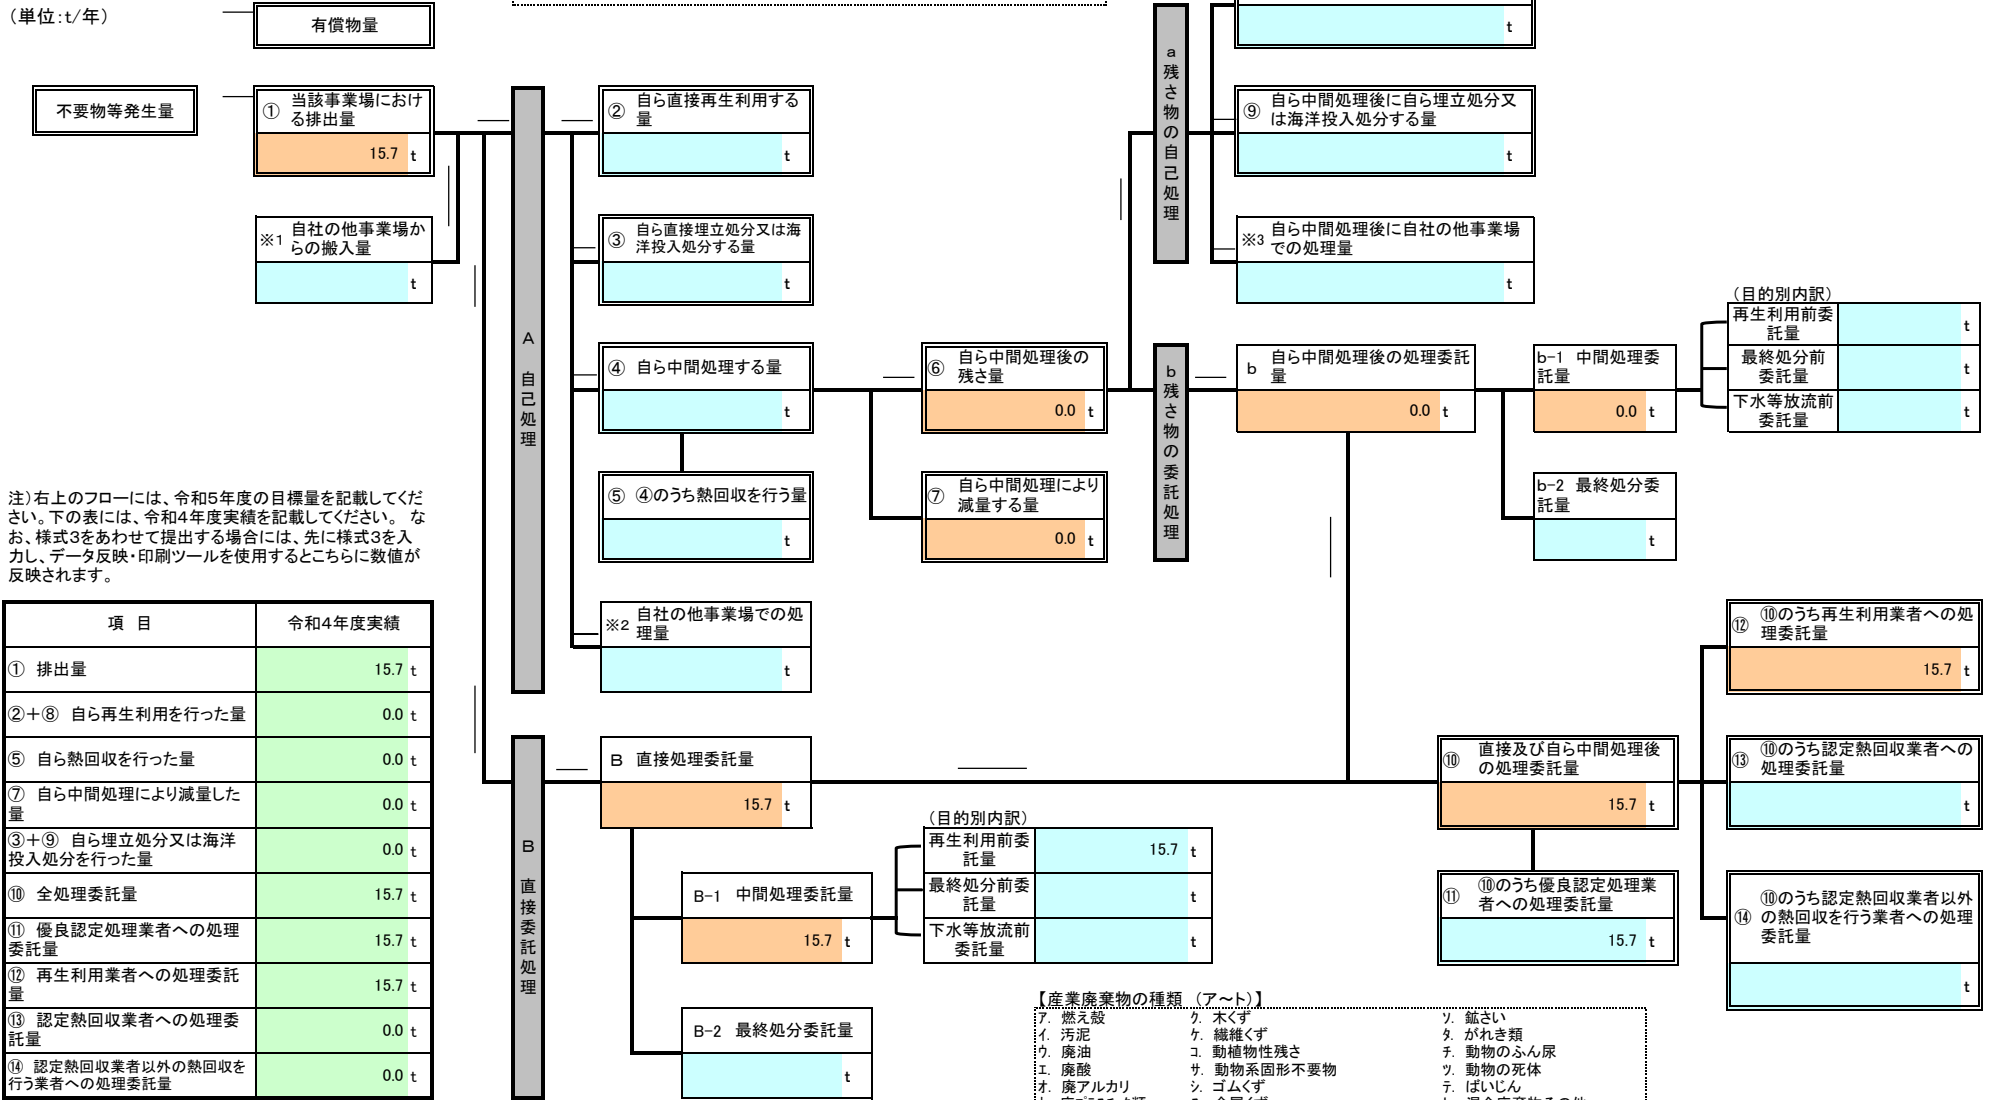 （単位：t/年）
有償物量
不要物等発生量
① 当該事業場におけ
る排出量
15.7 t
※1 自社の他事業場か
らの搬入量
t
A 自己処理
② 自ら直接再生利用する
量
t
③ 自ら直接埋立処分又は海
洋投入処分する量
t
④ 自ら中間処理する量
t
⑤ ④のうち熱回収を行う量
t
※2 自社の他事業場での処
理量
t
⑥ 自ら中間処理後の
残さ量
0.0 t
⑦ 自ら中間処理により
減量する量
0.0 t
a 残さ物の自己処理
t
⑨ 自ら中間処理後に自ら埋立処分又
は海洋投入処分する量
t
※3 自ら中間処理後に自社の他事業場
での処理量
t
b 残さ物の委託処理
b 自ら中間処理後の処理委託
量
0.0 t
b-1 中間処理委
託量
0.0 t
（目的別内訳）
再生利用前委
託量
t
最終処分前
委託量
t
下水等放流前
委託量
t
b-2 最終処分委
託量
t
注）右上のフローには、令和５年度の目標量を記載してくだ
さい。下の表には、令和４年度実績を記載してください。 な
お、様式３をあわせて提出する場合には、先に様式３を入
力し、データ反映・印刷ツールを使用するとこちらに数値が
反映されます。
項 目 令和４年度実績
① 排出量 15.7 t
②＋⑧ 自ら再生利用を行った量 0.0 t
⑤ 自ら熱回収を行った量 0.0 t
⑦ 自ら中間処理により減量した
量 0.0 t
③＋⑨ 自ら埋立処分又は海洋
投入処分を行った量 0.0 t
⑩ 全処理委託量 15.7 t
⑪ 優良認定処理業者への処理
委託量 15.7 t
⑫ 再生利用業者への処理委託
量 15.7 t
⑬ 認定熱回収業者への処理委
託量 0.0 t
⑭ 認定熱回収業者以外の熱回収を
行う業者への処理委託量 0.0 t
B 直接委託処理
B 直接処理委託量
15.7 t
B-1 中間処理委託量
15.7 t
（目的別内訳）
再生利用前委
託量
15.7 t
最終処分前委
託量
t
下水等放流前
委託量
t
B-2 最終処分委託量
t
⑩ 直接及び自ら中間処理後
の処理委託量
15.7 t
⑪ ⑩のうち優良認定処理業
者への処理委託量
15.7 t
⑫ ⑩のうち再生利用業者への処
理委託量
15.7 t
⑬ ⑩のうち認定熱回収業者への
処理委託量
t
⑭ ⑩のうち認定熱回収業者以外
の熱回収を行う業者への処理
委託量
t
【産業廃棄物の種類 （ア～ト）】
ア. 燃え殻 ク. 木くず ソ. 鉱さい
イ. 汚泥 ケ. 繊維くず タ. がれき類
ウ. 廃油 コ. 動植物性残さ チ. 動物のふん尿
エ. 廃酸 サ. 動物系固形不要物 ツ. 動物の死体
オ. 廃アルカリ シ. ゴムくず テ. ばいじん